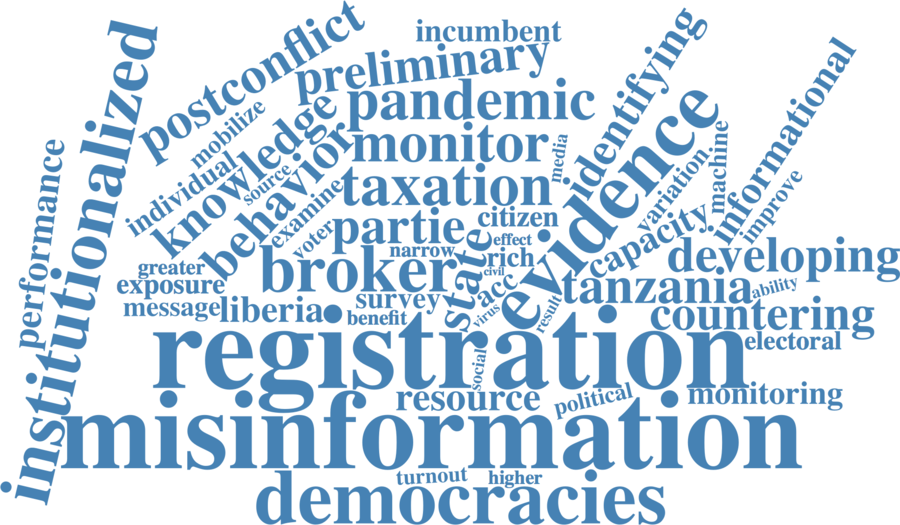 incumbent
postconflict
preliminary
identifying
institutionalized
pandemic
informational
mobilize
knowledge
monitor
evidence
media
machine
performance
individual
source
behavior
taxation
variation
improve
examine
voter
partie
citizen
capacity
narrow
effect
state
rich
developing
greater
exposure
broker
civil
acc
tanzania
ability
message
liberia
survey
benefit
virus
result
countering
electoral
registration
social
resource
political
monitoring
misinformation
turnout
higher
democracies